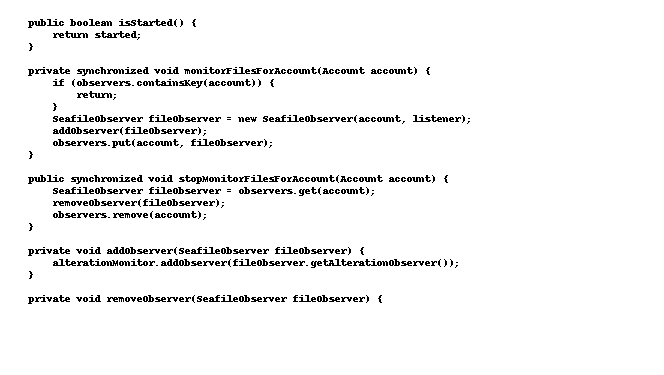 public boolean isStarted() {
    return started;
}

private synchronized void monitorFilesForAccount(Account account) {
    if (observers.containsKey(account)) {
        return;
    }
    SeafileObserver fileObserver = new SeafileObserver(account, listener);
    addObserver(fileObserver);
    observers.put(account, fileObserver);
}

public synchronized void stopMonitorFilesForAccount(Account account) {
    SeafileObserver fileObserver = observers.get(account);
    removeObserver(fileObserver);
    observers.remove(account);
}

private void addObserver(SeafileObserver fileObserver) {
    alterationMonitor.addObserver(fileObserver.getAlterationObserver());
}

private void removeObserver(SeafileObserver fileObserver) {